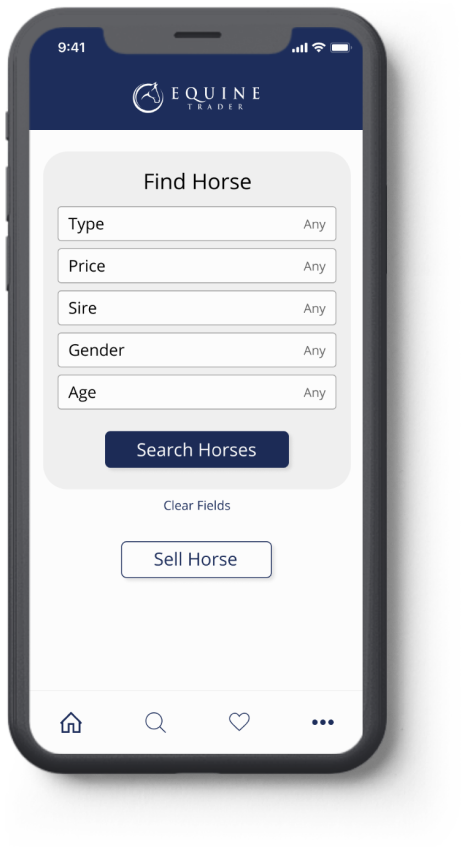 9:41
EQUINE
TRADER
Find Horse
Type Any
Price Any
Sire Any
Gender Any
Age Any
Search Horses
Clear Fields
Sell Horse